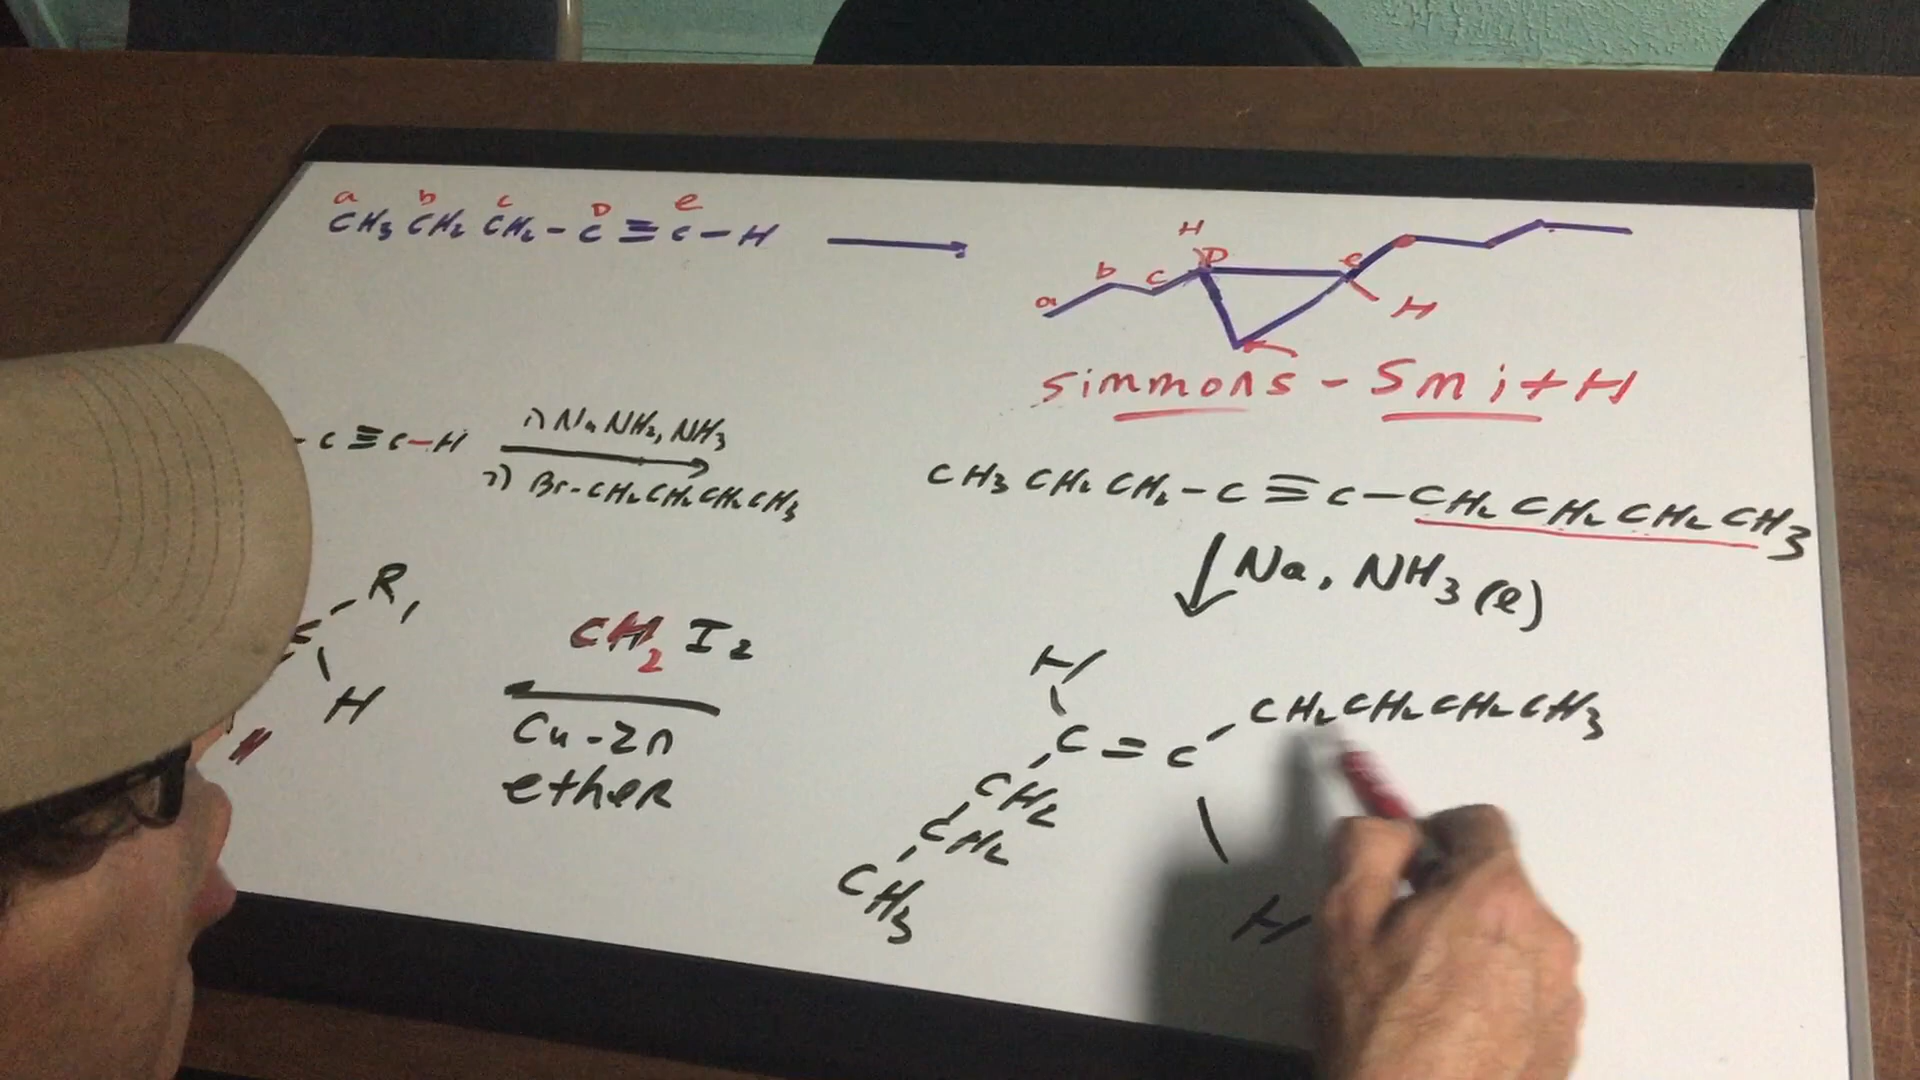 a b c D e
CH3 CH2 CH2 - C ≡ C - H
H
a b c D e
H
Simmons - SmitH
- C ≡ C - H
1) NaNH2, NH3
2) Br-CH2CH2CH2CH3
CH3 CH2 CH2 - C ≡ C - CH2 CH2 CH2 CH3
Na, NH3 (l)
R,
C
H
H
CH2 I2
Cu-Zn
ether
H
C = C CH2CH2CH2CH3
CH2
CH2
CH3
H